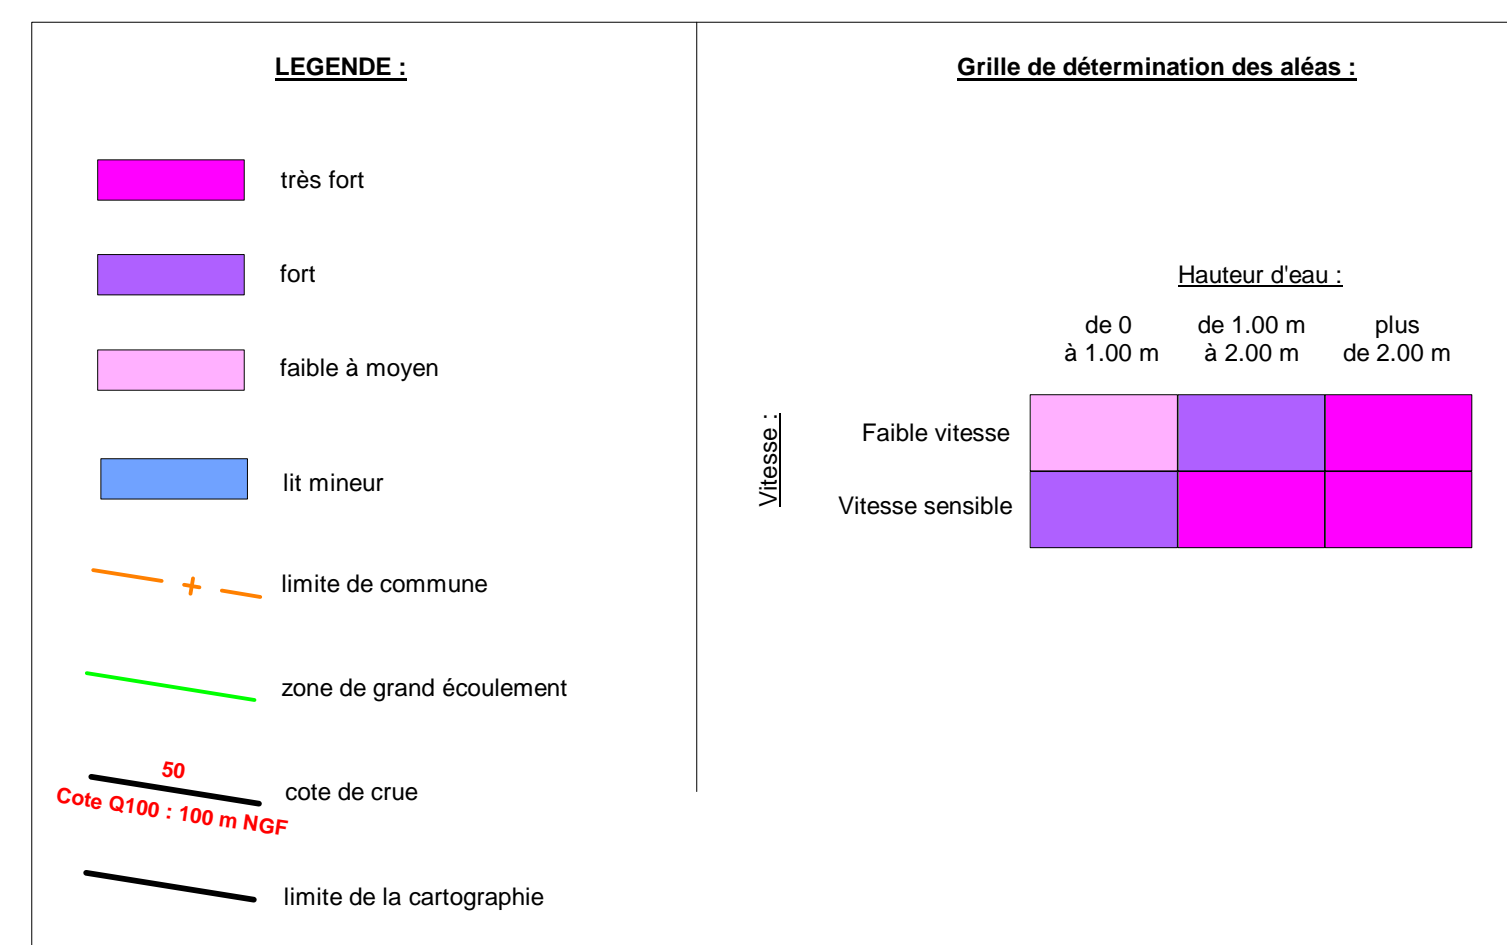 LEGENDE :
très fort
fort
faible à moyen
lit mineur
limite de commune
zone de grand écoulement
50
Cote Q100 : 100 m NGF
cote de crue
limite de la cartographie
Grille de détermination des aléas :
Hauteur d'eau :
de 0
à 1.00 m
de 1.00 m
à 2.00 m
plus
de 2.00 m
Vitesse :
Faible vitesse
Vitesse sensible